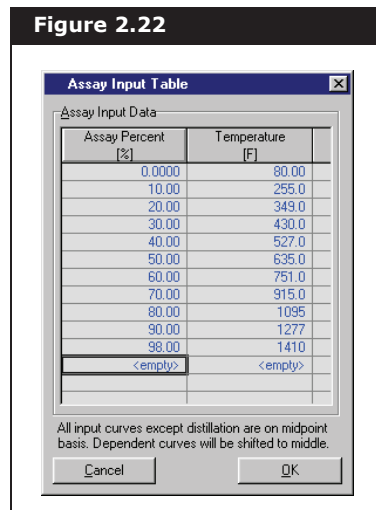 Figure 2.22
Assay Input Table
Assay Input Data
Assay Percent Temperature
[%] [F]
0.0000 80.00
10.00 255.0
20.00 349.0
30.00 430.0
40.00 527.0
50.00 635.0
60.00 751.0
70.00 915.0
80.00 1095
90.00 1277
98.00 1410
<empty> <empty>
All input curves except distillation are on midpoint
basis. Dependent curves will be shifted to middle.
Cancel OK